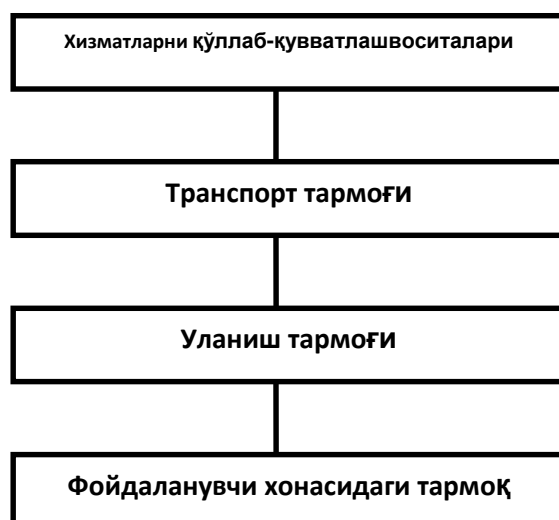 Хизматларни қўллаб-қувватлашвоситалари
Транспорт тармоғи
Уланиш тармоғи
Фойдаланувчи хонасидаги тармоқ